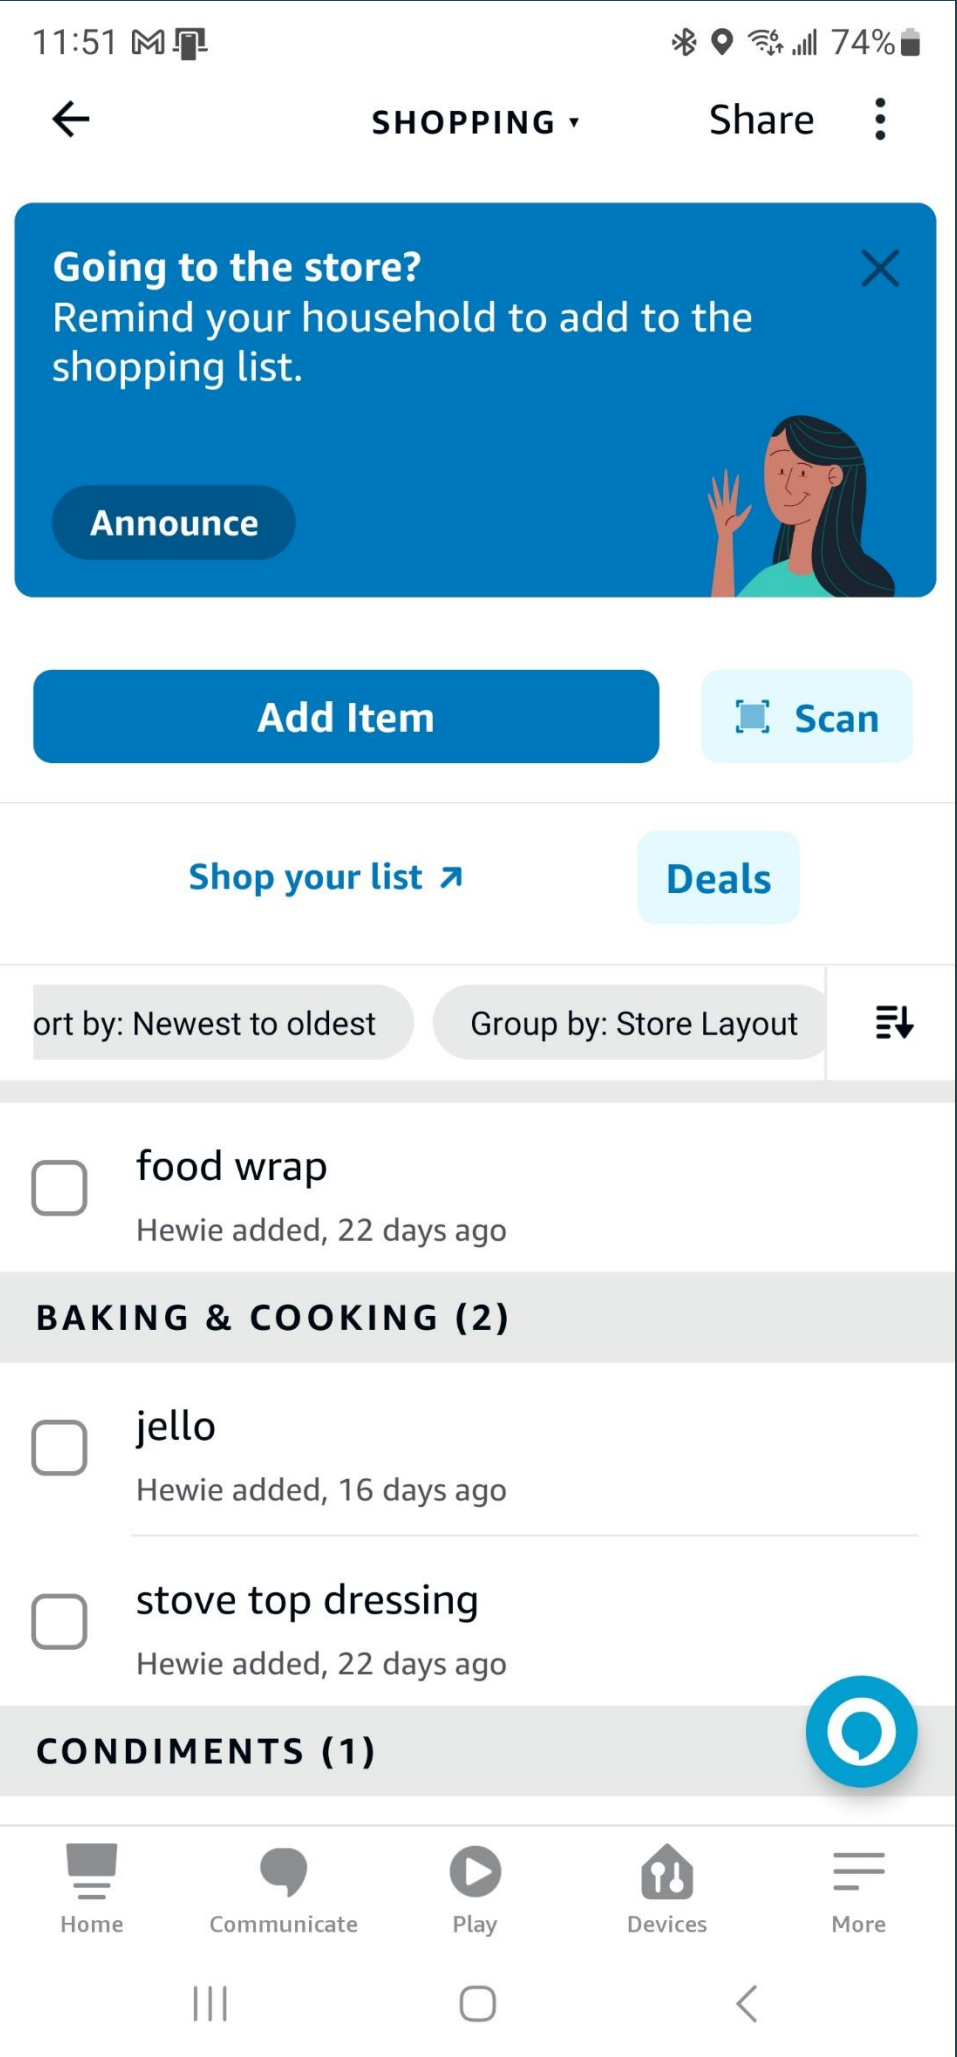 11:51 74%
SHOPPING ▾ Share
Going to the store?
Remind your household to add to the
shopping list.
Announce
Add Item
Scan
Shop your list
Deals
ort by: Newest to oldest
Group by: Store Layout
food wrap
Hewie added, 22 days ago
BAKING & COOKING (2)
jello
Hewie added, 16 days ago
stove top dressing
Hewie added, 22 days ago
CONDIMENTS (1)
Home Communicate Play Devices More